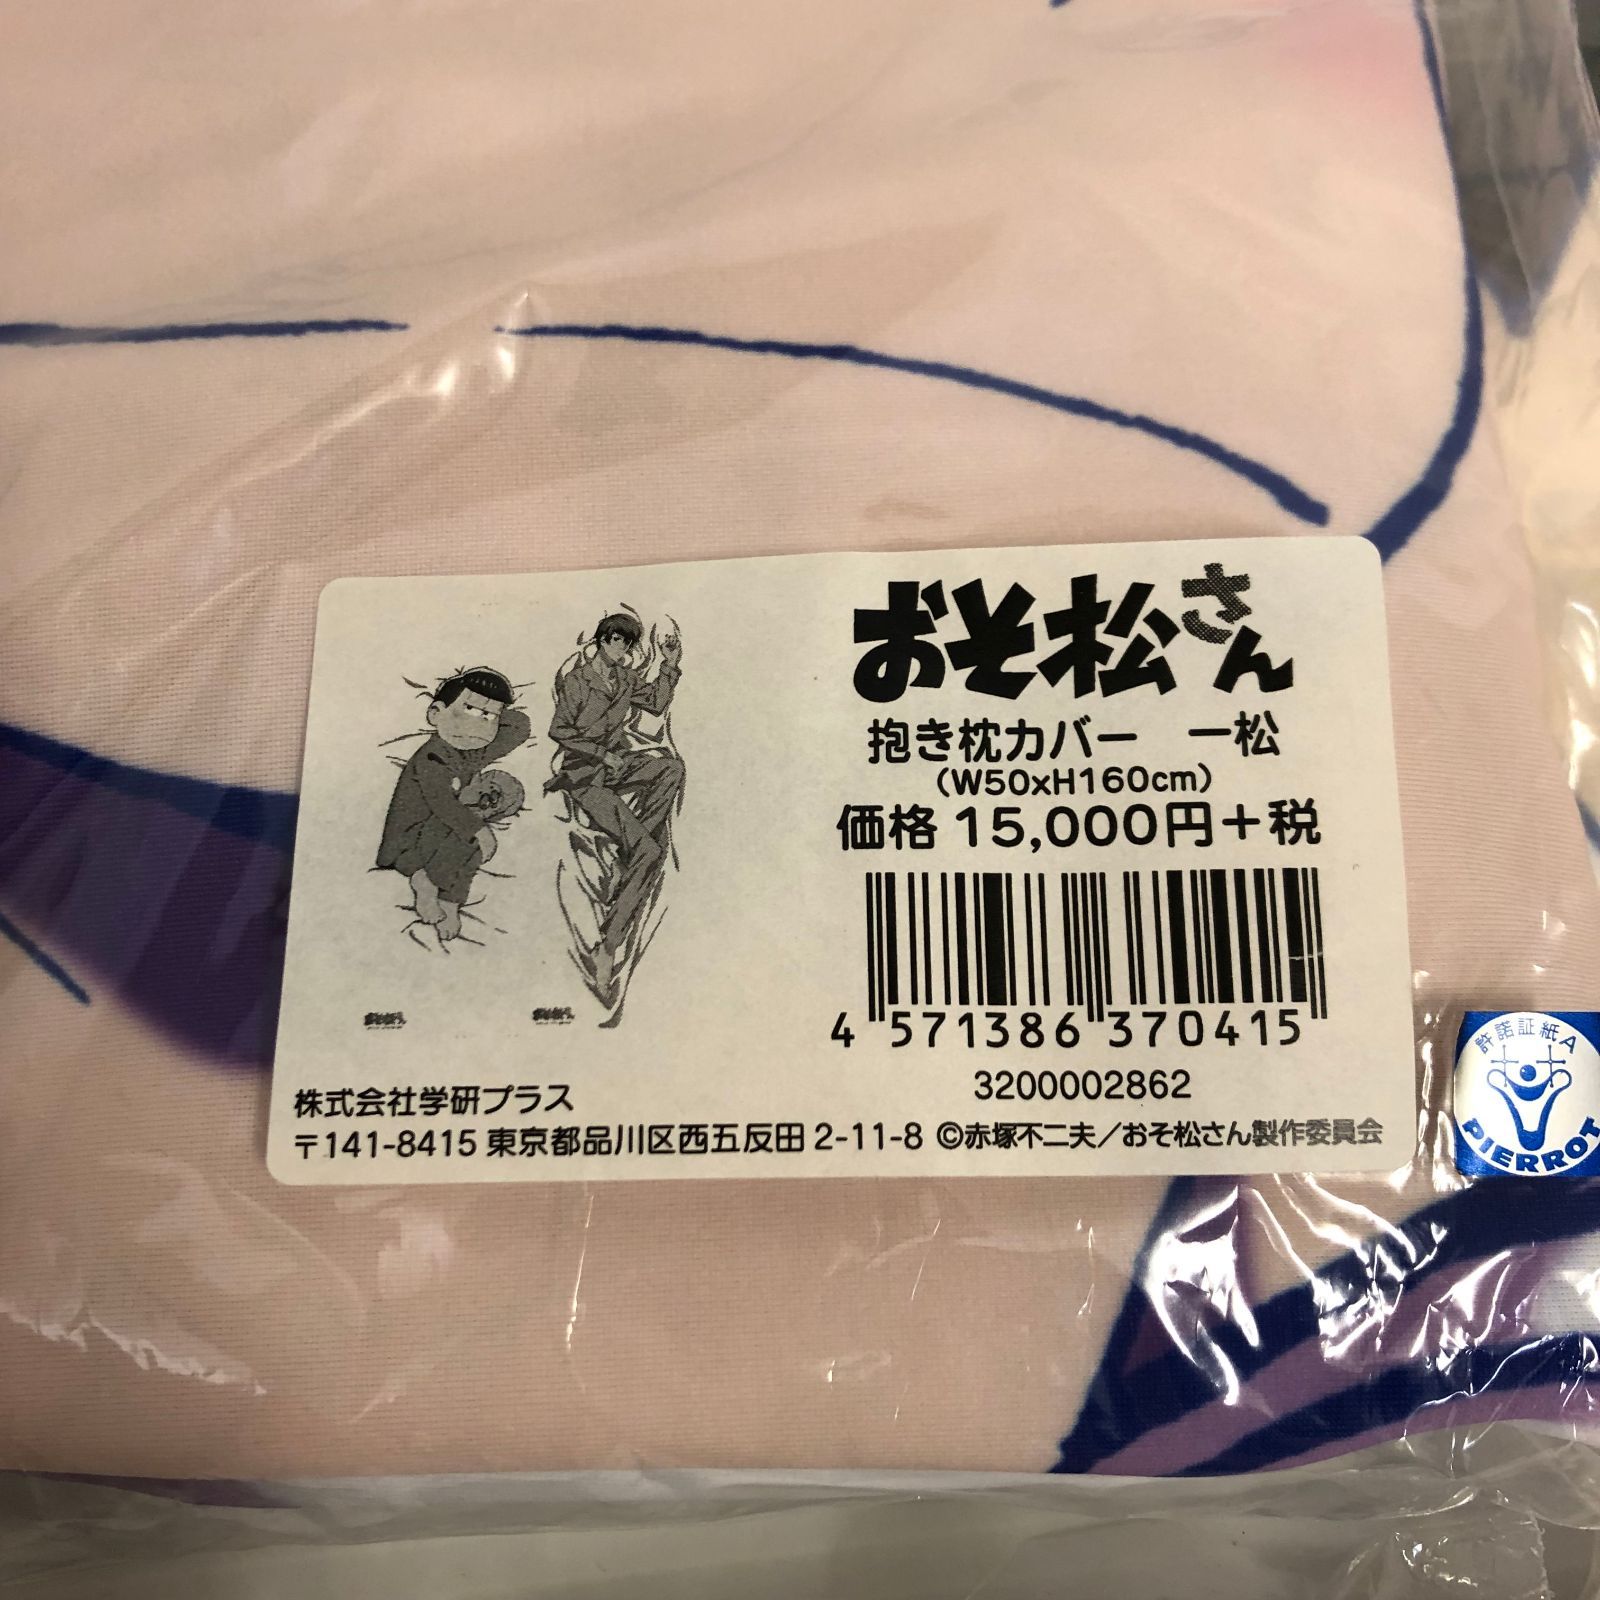 おそ松さん
抱き枕カバー 一松
(W50xH160cm)
価格 15,000円+税
4 571386 370415
3200002862
株式会社学研プラス
〒141-8415 東京都品川区西五反田 2-11-8 ©赤塚不二夫/おそ松さん製作委員会
許諾証紙A
PIERROT